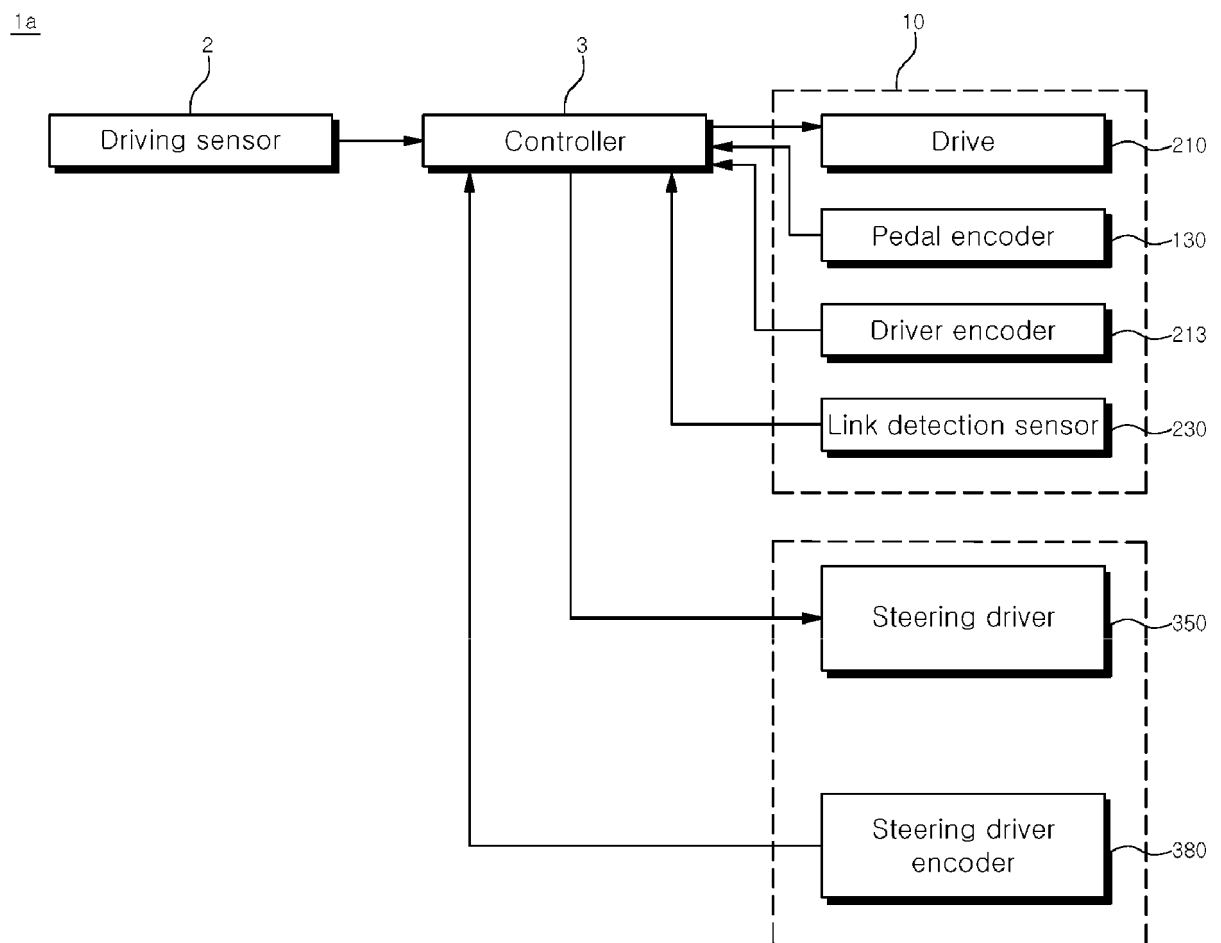 1a
2
3
10
Driving sensor
Controller
Drive
210
Pedal encoder
130
Driver encoder
213
Link detection sensor
230
Steering driver
350
Steering driver
encoder
380